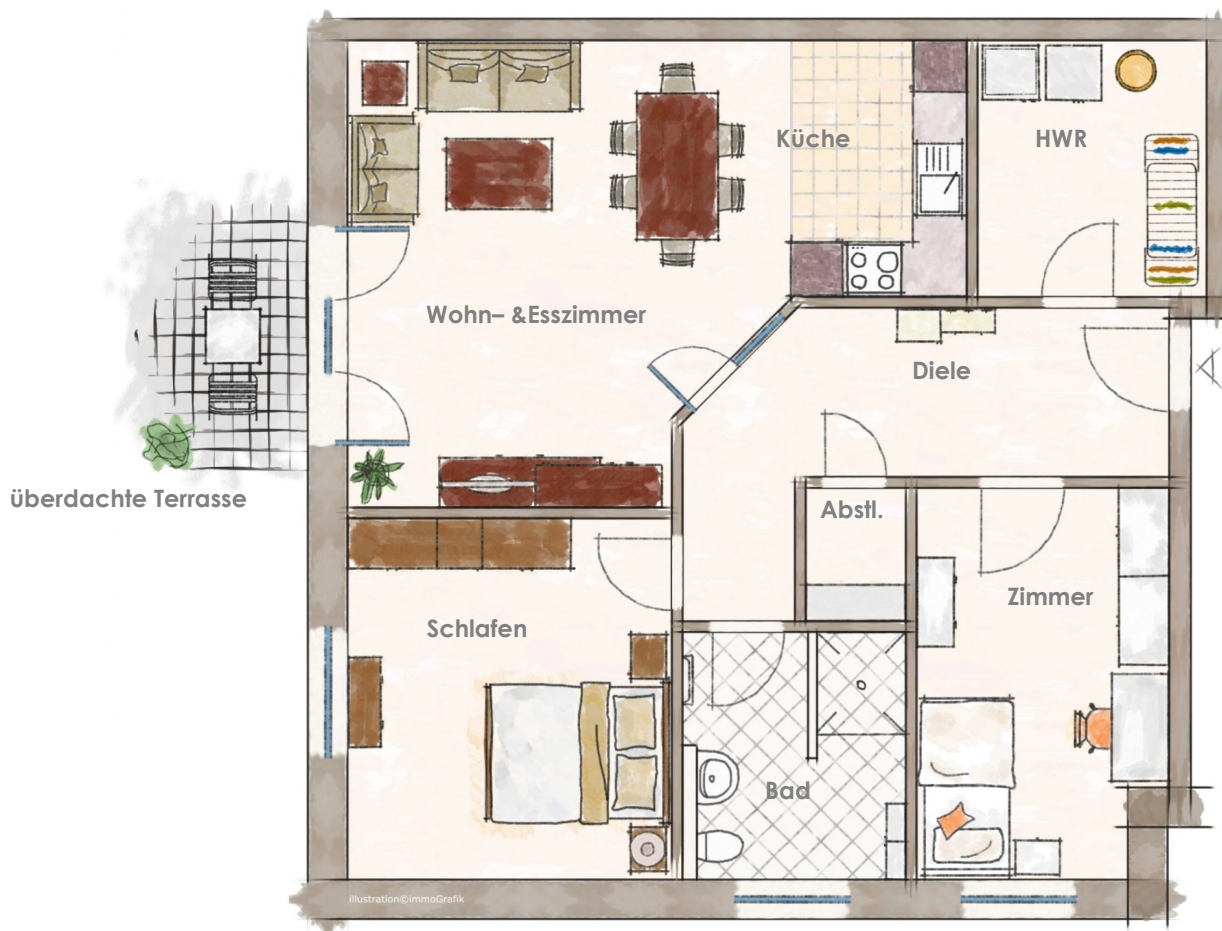 Küche
HWR
Wohn– &Esszimmer
Diele
überdachte Terrasse
Abstl.
Zimmer
Schlafen
Bad
illustration©immoGrafik